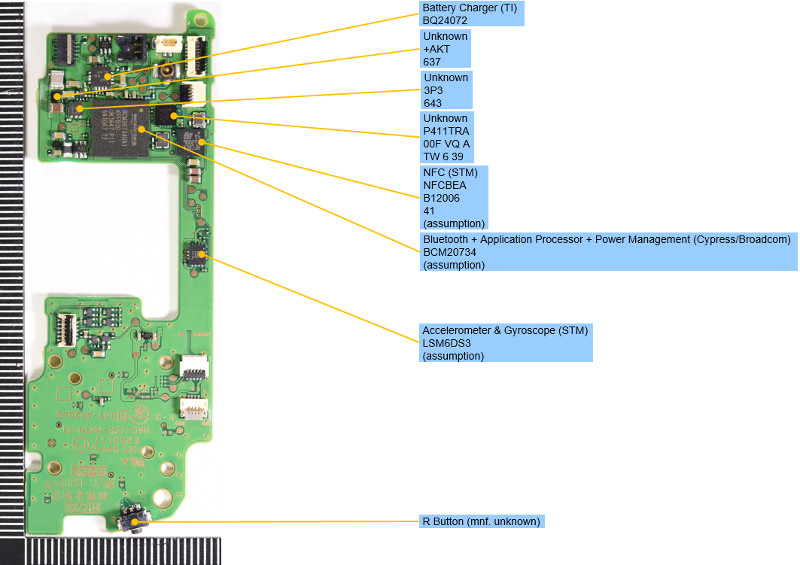 Battery Charger (TI)
BQ24072
Unknown
+AKT
637
Unknown
3P3
643
Unknown
P411TRA
00F VQ A
TW 6 39
NFC (STM)
NFCBEA
B12006
41
(assumption)
Bluetooth + Application Processor + Power Management (Cypress/Broadcom)
BCM20734
(assumption)
Accelerometer & Gyroscope (STM)
LSM6DS3
(assumption)
R Button (mnf. unknown)